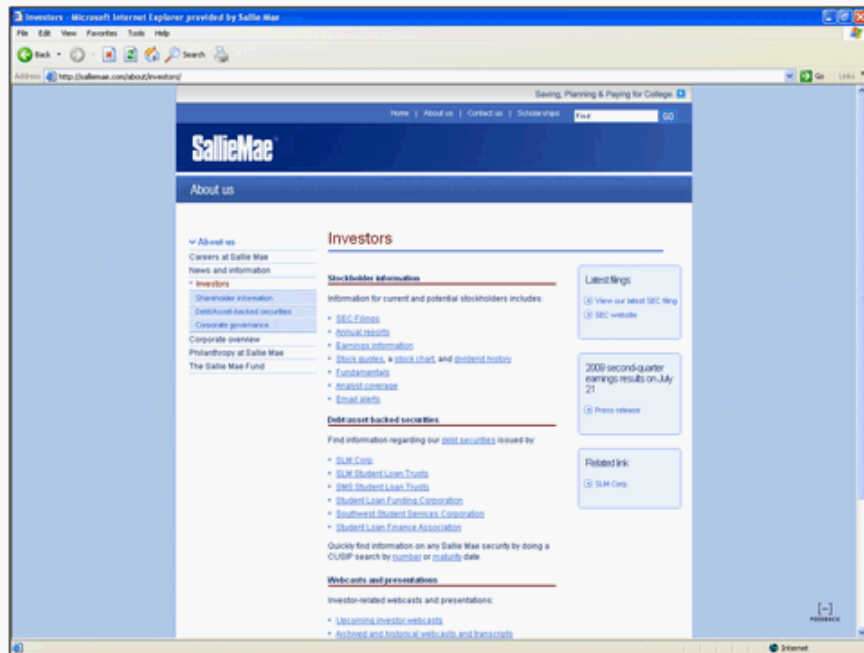 Investors - Microsoft Internet Explorer provided by Sallie Mae
File Edit View Favorites Tools Help
Back Search
Address http://salliemae.com/about/investors/ Go Links
Saving, Planning & Paying for College.
Home | About us | Contact us | Scholarships Find GO
SallieMae
About us
About us
Careers at Sallie Mae
News and information
Investors
Shareholder information
Debt/Asset-backed securities
Corporate governance
Corporate overview
Philanthropy at Sallie Mae
The Sallie Mae Fund
Investors
Stockholder information
Information for current and potential stockholders includes:
SEC Filings
Annual reports
Earnings information
Stock quotes, a stock chart, and dividend history
Fundamentals
Analyst coverage
Email alerts
Debt/asset backed securities
Find information regarding our debt securities issued by:
SLM Corp.
SLM Student Loan Trusts
SMS Student Loan Trusts
Student Loan Funding Corporation
Southwest Student Services Corporation
Student Loan Finance Association
Quickly find information on any Sallie Mae security by doing a
CUSIP search by number or maturity date.
Webcasts and presentations
Investor-related webcasts and presentations:
Upcoming investor webcasts
Archived and historical webcasts and transcripts
Latest filings
View our latest SEC filing
SEC website
2009 second-quarter
earnings results on July
21
Press release
Related link
SLM Corp.
[-]
FEEDBACK
Internet